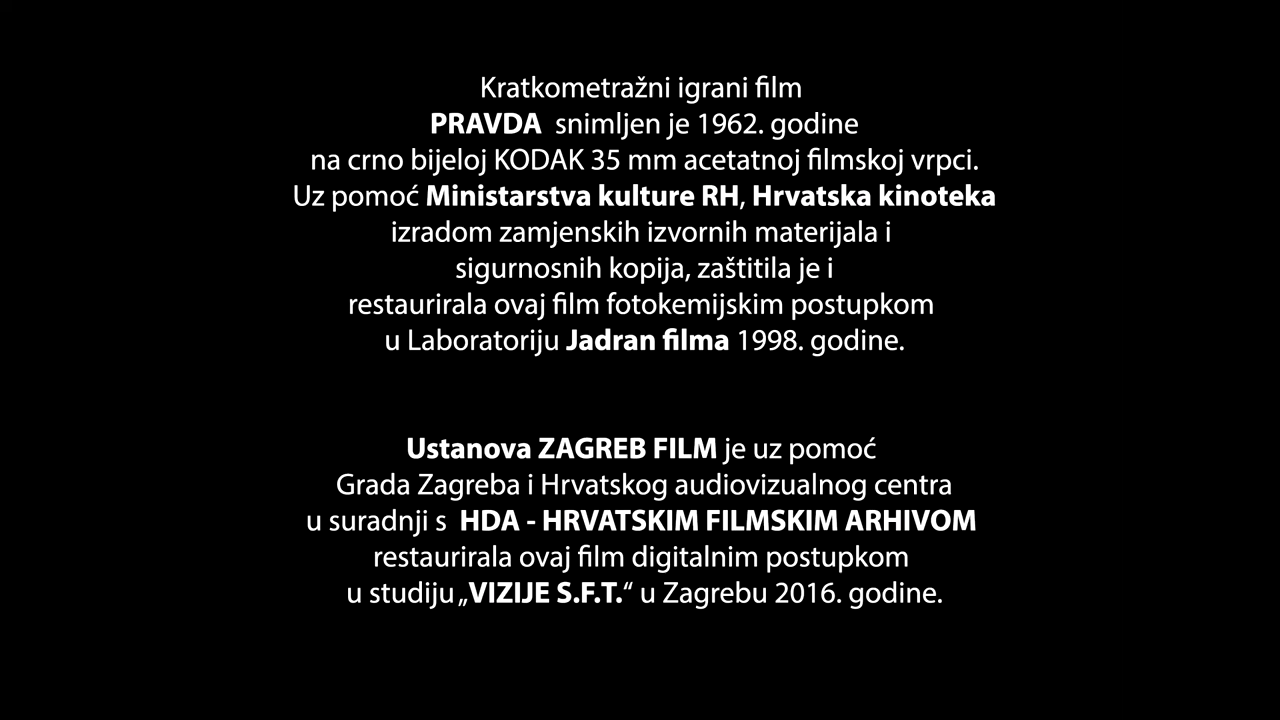 Kratkometražni igrani film
PRAVDA snimljen je 1962. godine
na crno bijeloj KODAK 35 mm acetatnoj filmskoj vrpci.
Uz pomoć Ministarstva kulture RH, Hrvatska kinoteka
izradom zamjenskih izvornih materijala i
sigurnosnih kopija, zaštitila je i
restaurirala ovaj film fotokemijskim postupkom
u Laboratoriju Jadran filma 1998. godine.
Ustanova ZAGREB FILM je uz pomoć
Grada Zagreba i Hrvatskog audiovizualnog centra
u suradnji s HDA - HRVATSKIM FILMSKIM ARHIVOM
restaurirala ovaj film digitalnim postupkom
u studiju „VIZIJE S.F.T.“ u Zagrebu 2016. godine.